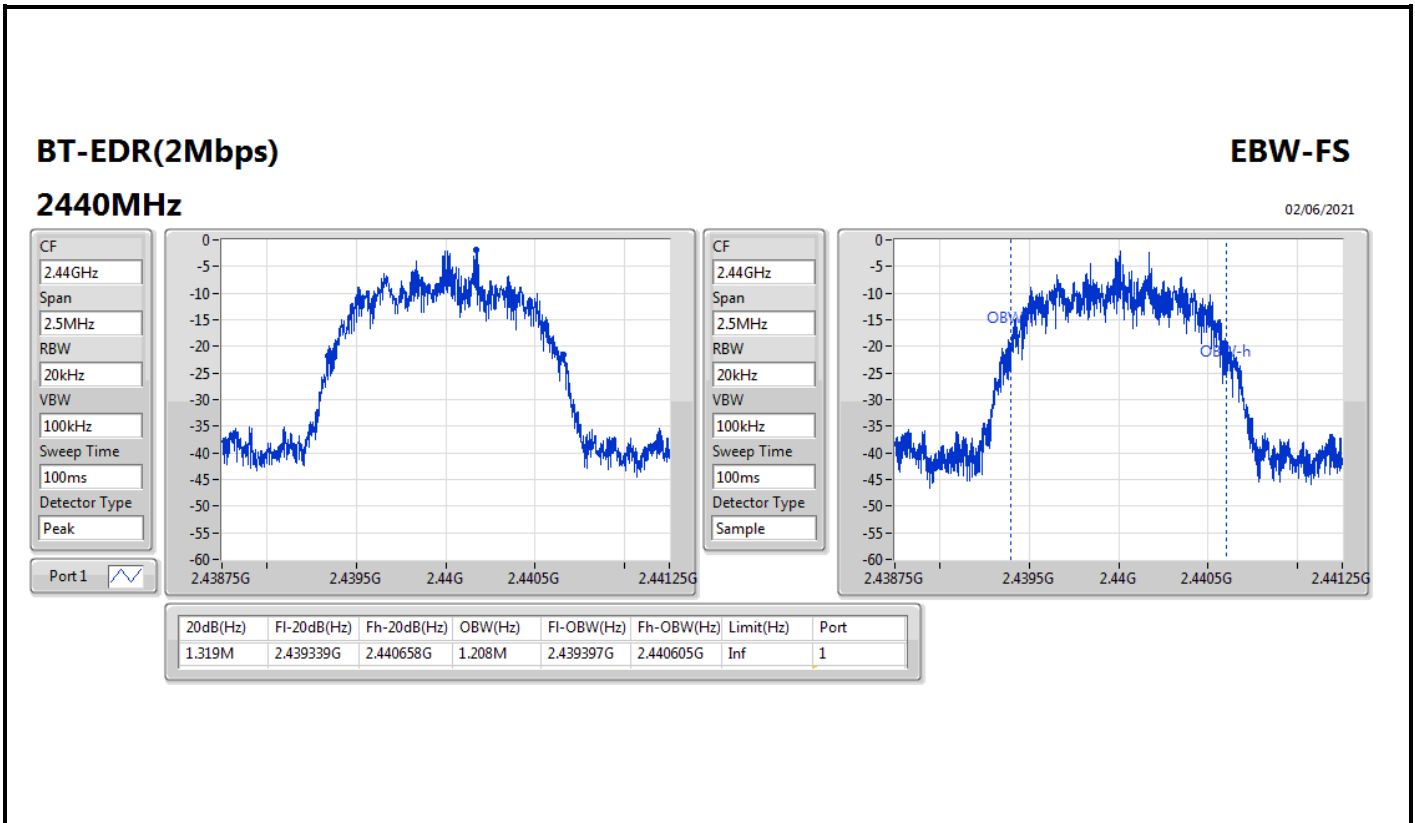 BT-EDR(2Mbps)
EBW-FS
2440MHz
02/06/2021
CF
2.44GHz
Span
2.5MHz
RBW
20kHz
VBW
100kHz
Sweep Time
100ms
Detector Type
Peak
Port 1
0
-5
-10
-15
-20
-25
-30
-35
-40
-45
-50
-55
-60
2.43875G 2.4395G 2.44G 2.4405G 2.44125G
CF
2.44GHz
Span
2.5MHz
RBW
20kHz
VBW
100kHz
Sweep Time
100ms
Detector Type
Sample
0
-5
-10
-15
-20
-25
-30
-35
-40
-45
-50
-55
-60
OBW-h
2.43875G 2.4395G 2.44G 2.4405G 2.44125G
20dB(Hz) Fl-20dB(Hz) Fh-20dB(Hz) OBW(Hz) Fl-OBW(Hz) Fh-OBW(Hz) Limit(Hz) Port
1.319M 2.439339G 2.440658G 1.208M 2.439397G 2.440605G Inf 1